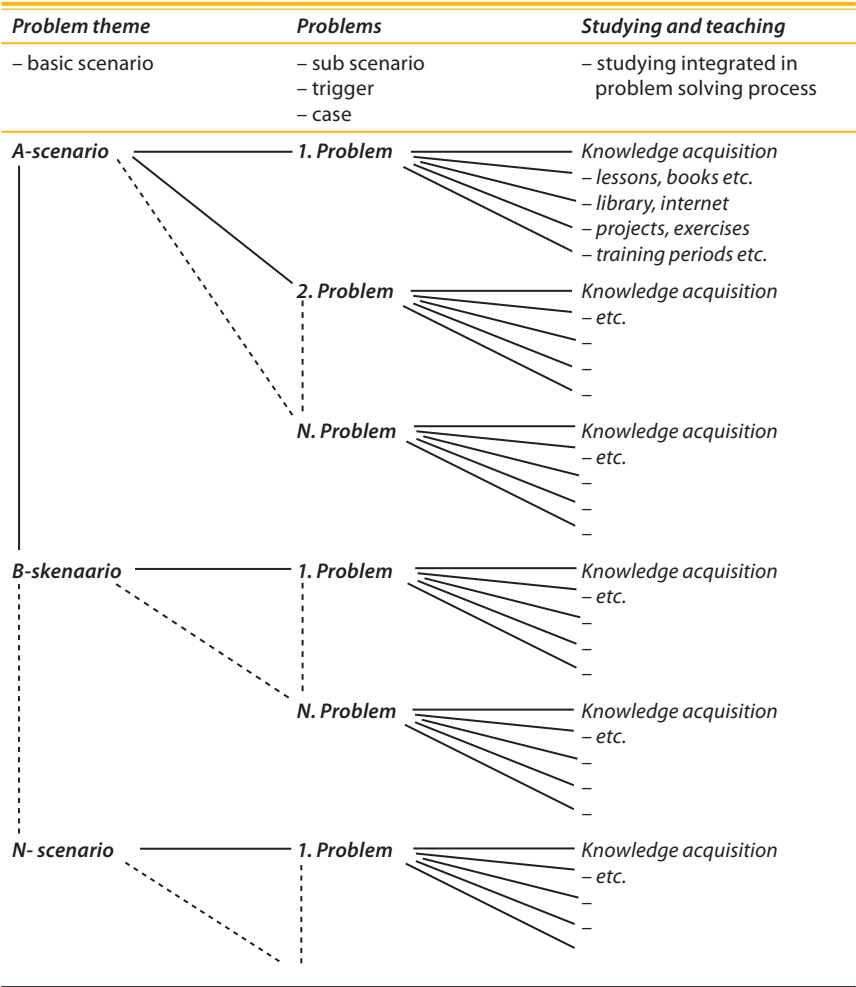 Problem theme Problems Studying and teaching
– basic scenario – sub scenario – studying integrated in
– trigger problem solving process
– case
A-scenario 1. Problem Knowledge acquisition
– lessons, books etc.
– library, internet
– projects, exercises
– training periods etc.
2. Problem Knowledge acquisition
– etc.
–
–
–
N. Problem Knowledge acquisition
– etc.
–
–
–
B-skenaario 1. Problem Knowledge acquisition
– etc.
–
–
–
N. Problem Knowledge acquisition
– etc.
–
–
–
N- scenario 1. Problem Knowledge acquisition
– etc.
–
–